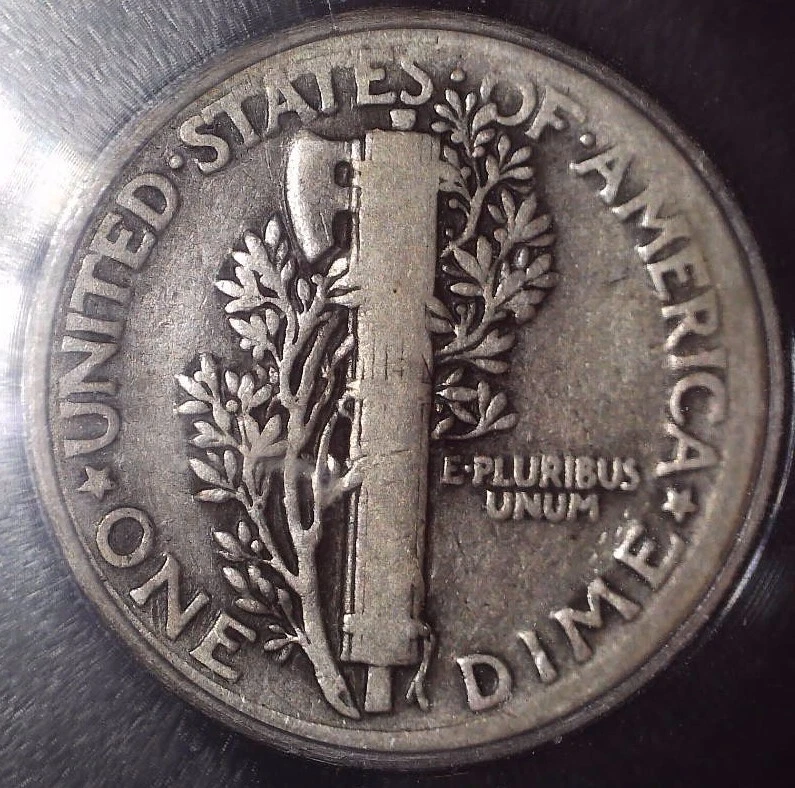 UNITED·STATES·OF·AMERICA
E·PLURIBUS
UNUM
ONE DIME